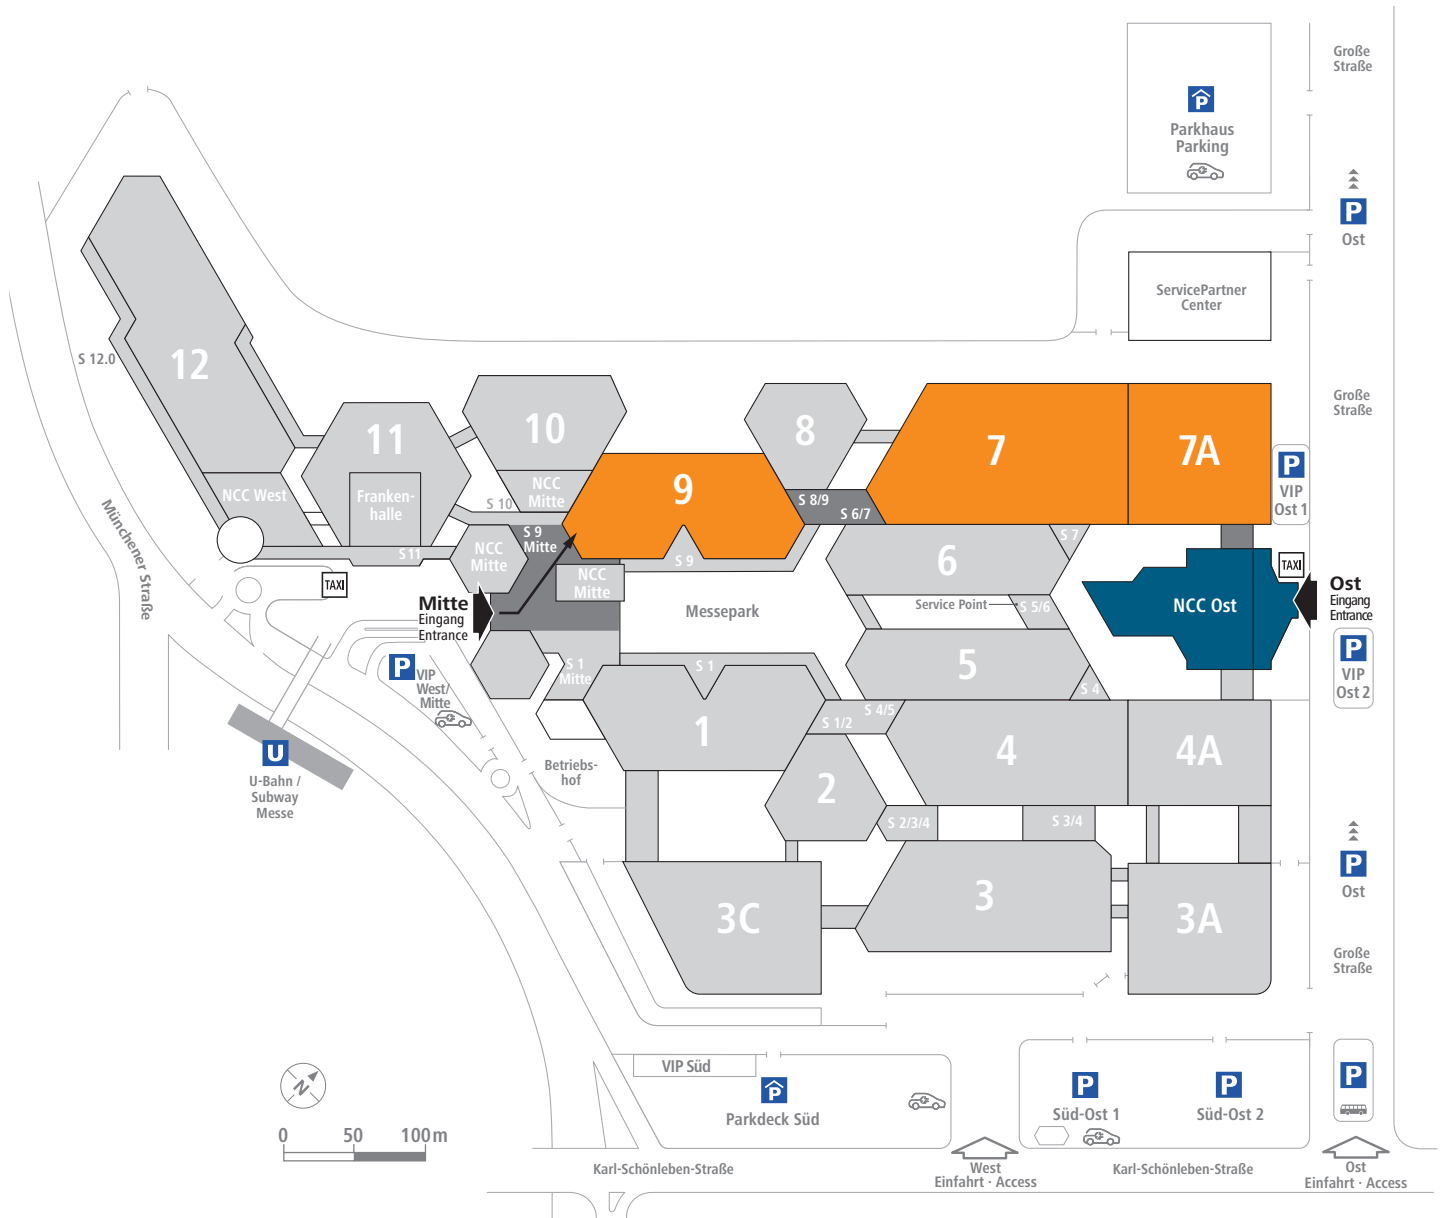 Große
Straße
P
Parkhaus
Parking
P
Ost
ServicePartner
Center
S 12.0
12
11
10
8
7
7A
Große
Straße
9
NCC West
Franken-
halle
NCC
Mitte
S 10
S 8/9
S 6/7
P
VIP
Ost 1
Münchener Straße
S 11
NCC
Mitte
S 9
Mitte
S 9
NCC
Mitte
6
S 7
TAXI
TAXI
Mitte
Eingang
Entrance
Messepark
Service Point
S 5/6
NCC Ost
Ost
Eingang
Entrance
P
VIP
West/
Mitte
S 1
Mitte
S 1
5
S 4
P
VIP
Ost 2
U
U-Bahn /
Subway
Messe
Betriebs-
hof
1
S 1/2
S 4/5
4
4A
2
S 2/3/4
S 3/4
P
Ost
3C
3
3A
Große
Straße
N
0 50 100m
VIP Süd
P
Parkdeck Süd
P
Süd-Ost 1
P
Süd-Ost 2
P
Karl-Schönleben-Straße
West
Einfahrt · Access
Karl-Schönleben-Straße
Ost
Einfahrt · Access